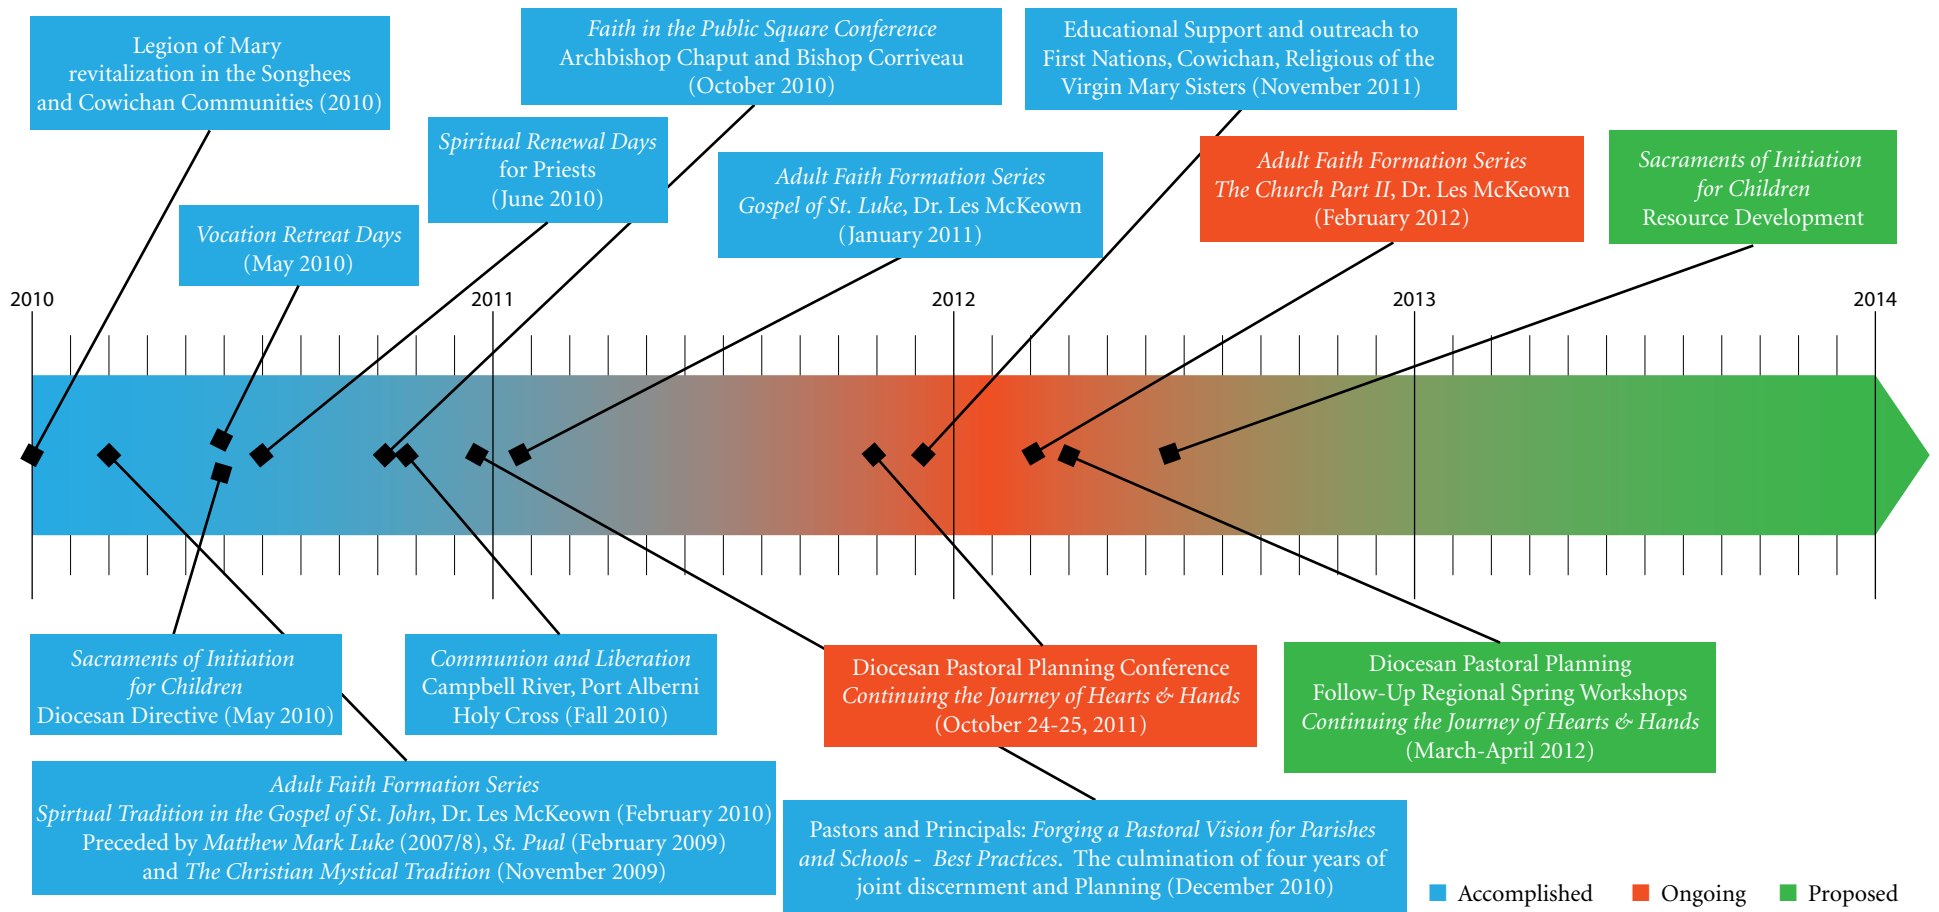 Legion of Mary
revitalization in the Songhees
and Cowichan Communities (2010)
Faith in the Public Square Conference
Archbishop Chaput and Bishop Corriveau
(October 2010)
Educational Support and outreach to
First Nations, Cowichan, Religious of the
Virgin Mary Sisters (November 2011)
Spiritual Renewal Days
for Priests
(June 2010)
Adult Faith Formation Series
Gospel of St. Luke, Dr. Les McKeown
(January 2011)
Adult Faith Formation Series
The Church Part II, Dr. Les McKeown
(February 2012)
Sacraments of Initiation
for Children
Resource Development
Vocation Retreat Days
(May 2010)
2010
2011
2012
2013
2014
Sacraments of Initiation
for Children
Diocesan Directive (May 2010)
Communion and Liberation
Campbell River, Port Alberni
Holy Cross (Fall 2010)
Diocesan Pastoral Planning Conference
Continuing the Journey of Hearts & Hands
(October 24-25, 2011)
Diocesan Pastoral Planning
Follow-Up Regional Spring Workshops
Continuing the Journey of Hearts & Hands
(March-April 2012)
Adult Faith Formation Series
Spirtual Tradition in the Gospel of St. John, Dr. Les McKeown (February 2010)
Preceded by Matthew Mark Luke (2007/8), St. Pual (February 2009)
and The Christian Mystical Tradition (November 2009)
Pastors and Principals: Forging a Pastoral Vision for Parishes
and Schools - Best Practices. The culmination of four years of
joint discernment and Planning (December 2010)
Accomplished
Ongoing
Proposed